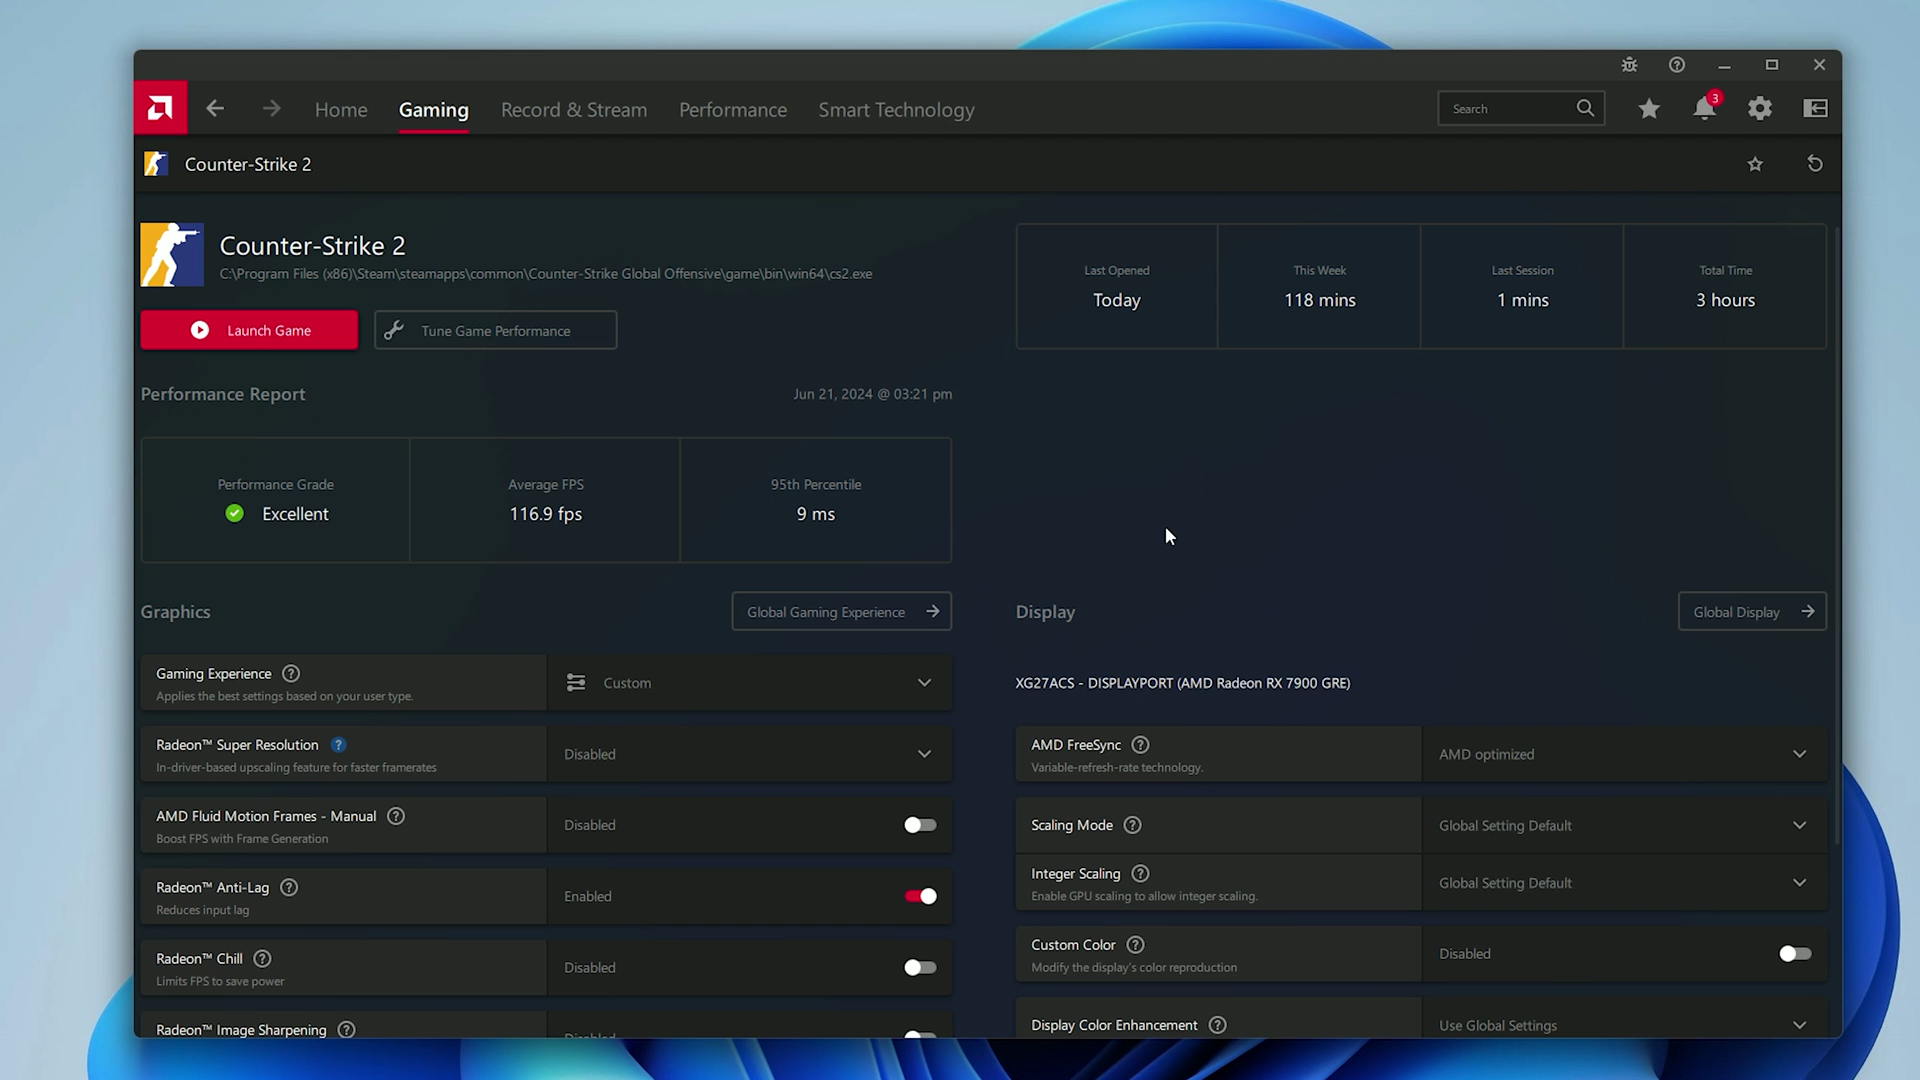 Home
Gaming
Record & Stream
Performance
Smart Technology
Search
3
Counter-Strike 2
Counter-Strike 2
C:\Program Files (x86)\Steam\steamapps\common\Counter-Strike Global Offensive\game\bin\win64\cs2.exe
Launch Game
Tune Game Performance
Last Opened
Today
This Week
118 mins
Last Session
1 mins
Total Time
3 hours
Performance Report
Jun 21, 2024 @ 03:21 pm
Performance Grade
Excellent
Average FPS
116.9 fps
95th Percentile
9 ms
Graphics
Global Gaming Experience
Gaming Experience
Applies the best settings based on your user type.
Custom
Radeon™ Super Resolution
In-driver-based upscaling feature for faster framerates
Disabled
AMD Fluid Motion Frames - Manual
Boost FPS with Frame Generation
Disabled
Radeon™ Anti-Lag
Reduces input lag
Enabled
Radeon™ Chill
Limits FPS to save power
Disabled
Radeon™ Image Sharpening
Disabled
Display
Global Display
XG27ACS - DISPLAYPORT (AMD Radeon RX 7900 GRE)
AMD FreeSync
Variable-refresh-rate technology.
AMD optimized
Scaling Mode
Global Setting Default
Integer Scaling
Enable GPU scaling to allow integer scaling.
Global Setting Default
Custom Color
Modify the display's color reproduction
Disabled
Display Color Enhancement
Use Global Settings